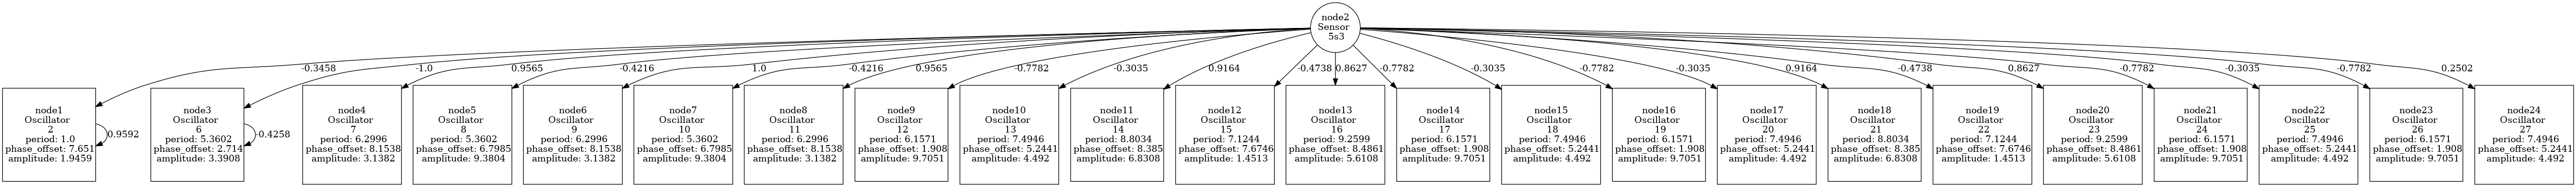 node2
Sensor
5s3
-0.3458
-1.0
0.9565
-0.4216
1.0
-0.4216
0.9565
-0.7782
-0.3035
0.9164
-0.4738
0.8627
-0.7782
-0.3035
-0.7782
-0.3035
0.9164
-0.4738
0.8627
-0.7782
-0.3035
-0.7782
0.2502
node1
Oscillator
2
period: 1.0
phase_offset: 7.651
amplitude: 1.9459
0.9592
node3
Oscillator
6
period: 5.3602
phase_offset: 2.714
amplitude: 3.3908
-0.4258
node4
Oscillator
7
period: 6.2996
phase_offset: 8.1538
amplitude: 3.1382
node5
Oscillator
8
period: 5.3602
phase_offset: 6.7985
amplitude: 9.3804
node6
Oscillator
9
period: 6.2996
phase_offset: 8.1538
amplitude: 3.1382
node7
Oscillator
10
period: 5.3602
phase_offset: 6.7985
amplitude: 9.3804
node8
Oscillator
11
period: 6.2996
phase_offset: 8.1538
amplitude: 3.1382
node9
Oscillator
12
period: 6.1571
phase_offset: 1.908
amplitude: 9.7051
node10
Oscillator
13
period: 7.4946
phase_offset: 5.2441
amplitude: 4.492
node11
Oscillator
14
period: 8.8034
phase_offset: 8.385
amplitude: 6.8308
node12
Oscillator
15
period: 7.1244
phase_offset: 7.6746
amplitude: 1.4513
node13
Oscillator
16
period: 9.2599
phase_offset: 8.4861
amplitude: 5.6108
node14
Oscillator
17
period: 6.1571
phase_offset: 1.908
amplitude: 9.7051
node15
Oscillator
18
period: 7.4946
phase_offset: 5.2441
amplitude: 4.492
node16
Oscillator
19
period: 6.1571
phase_offset: 1.908
amplitude: 9.7051
node17
Oscillator
20
period: 7.4946
phase_offset: 5.2441
amplitude: 4.492
node18
Oscillator
21
period: 8.8034
phase_offset: 8.385
amplitude: 6.8308
node19
Oscillator
22
period: 7.1244
phase_offset: 7.6746
amplitude: 1.4513
node20
Oscillator
23
period: 9.2599
phase_offset: 8.4861
amplitude: 5.6108
node21
Oscillator
24
period: 6.1571
phase_offset: 1.908
amplitude: 9.7051
node22
Oscillator
25
period: 7.4946
phase_offset: 5.2441
amplitude: 4.492
node23
Oscillator
26
period: 6.1571
phase_offset: 1.908
amplitude: 9.7051
node24
Oscillator
27
period: 7.4946
phase_offset: 5.2441
amplitude: 4.492